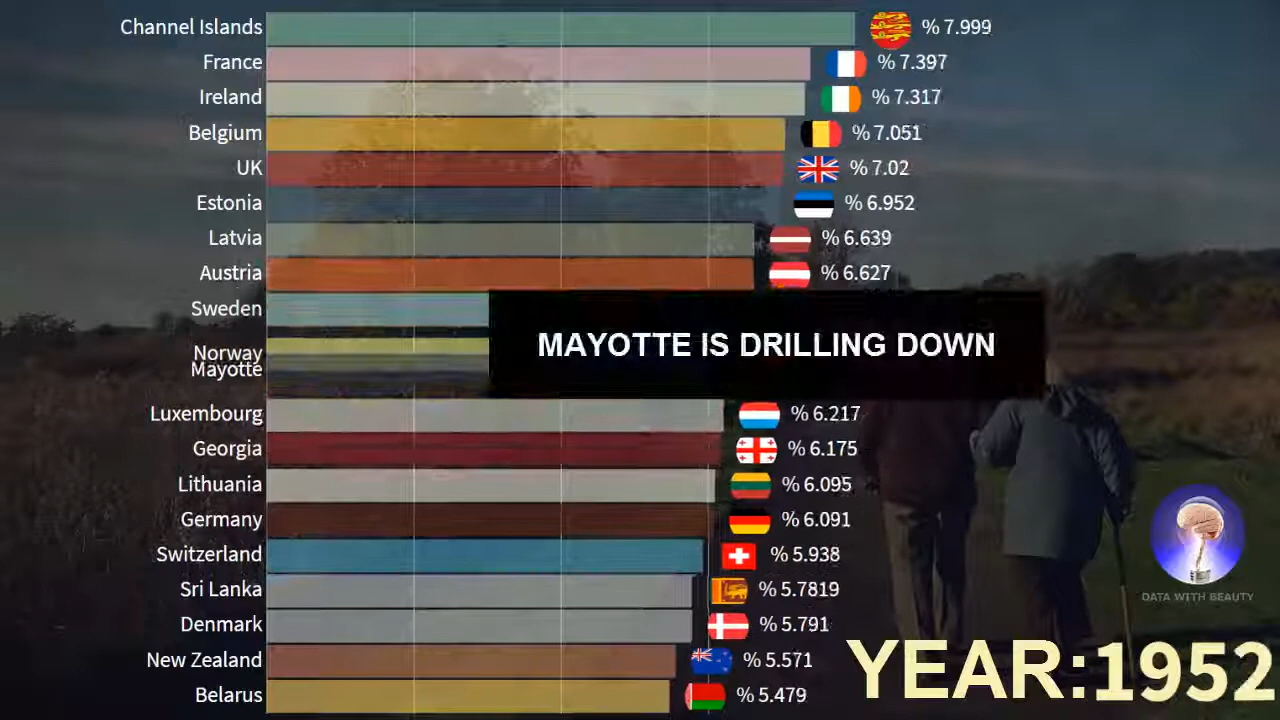 Channel Islands % 7.999
France % 7.397
Ireland % 7.317
Belgium % 7.051
UK % 7.02
Estonia % 6.952
Latvia % 6.639
Austria % 6.627
Sweden
MAYOTTE IS DRILLING DOWN
Norway
Mayotte
Luxembourg % 6.217
Georgia % 6.175
Lithuania % 6.095
Germany % 6.091
Switzerland % 5.938
Sri Lanka % 5.7819
DATA WITH BEAUTY
Denmark % 5.791
New Zealand % 5.571
YEAR:1952
Belarus % 5.479